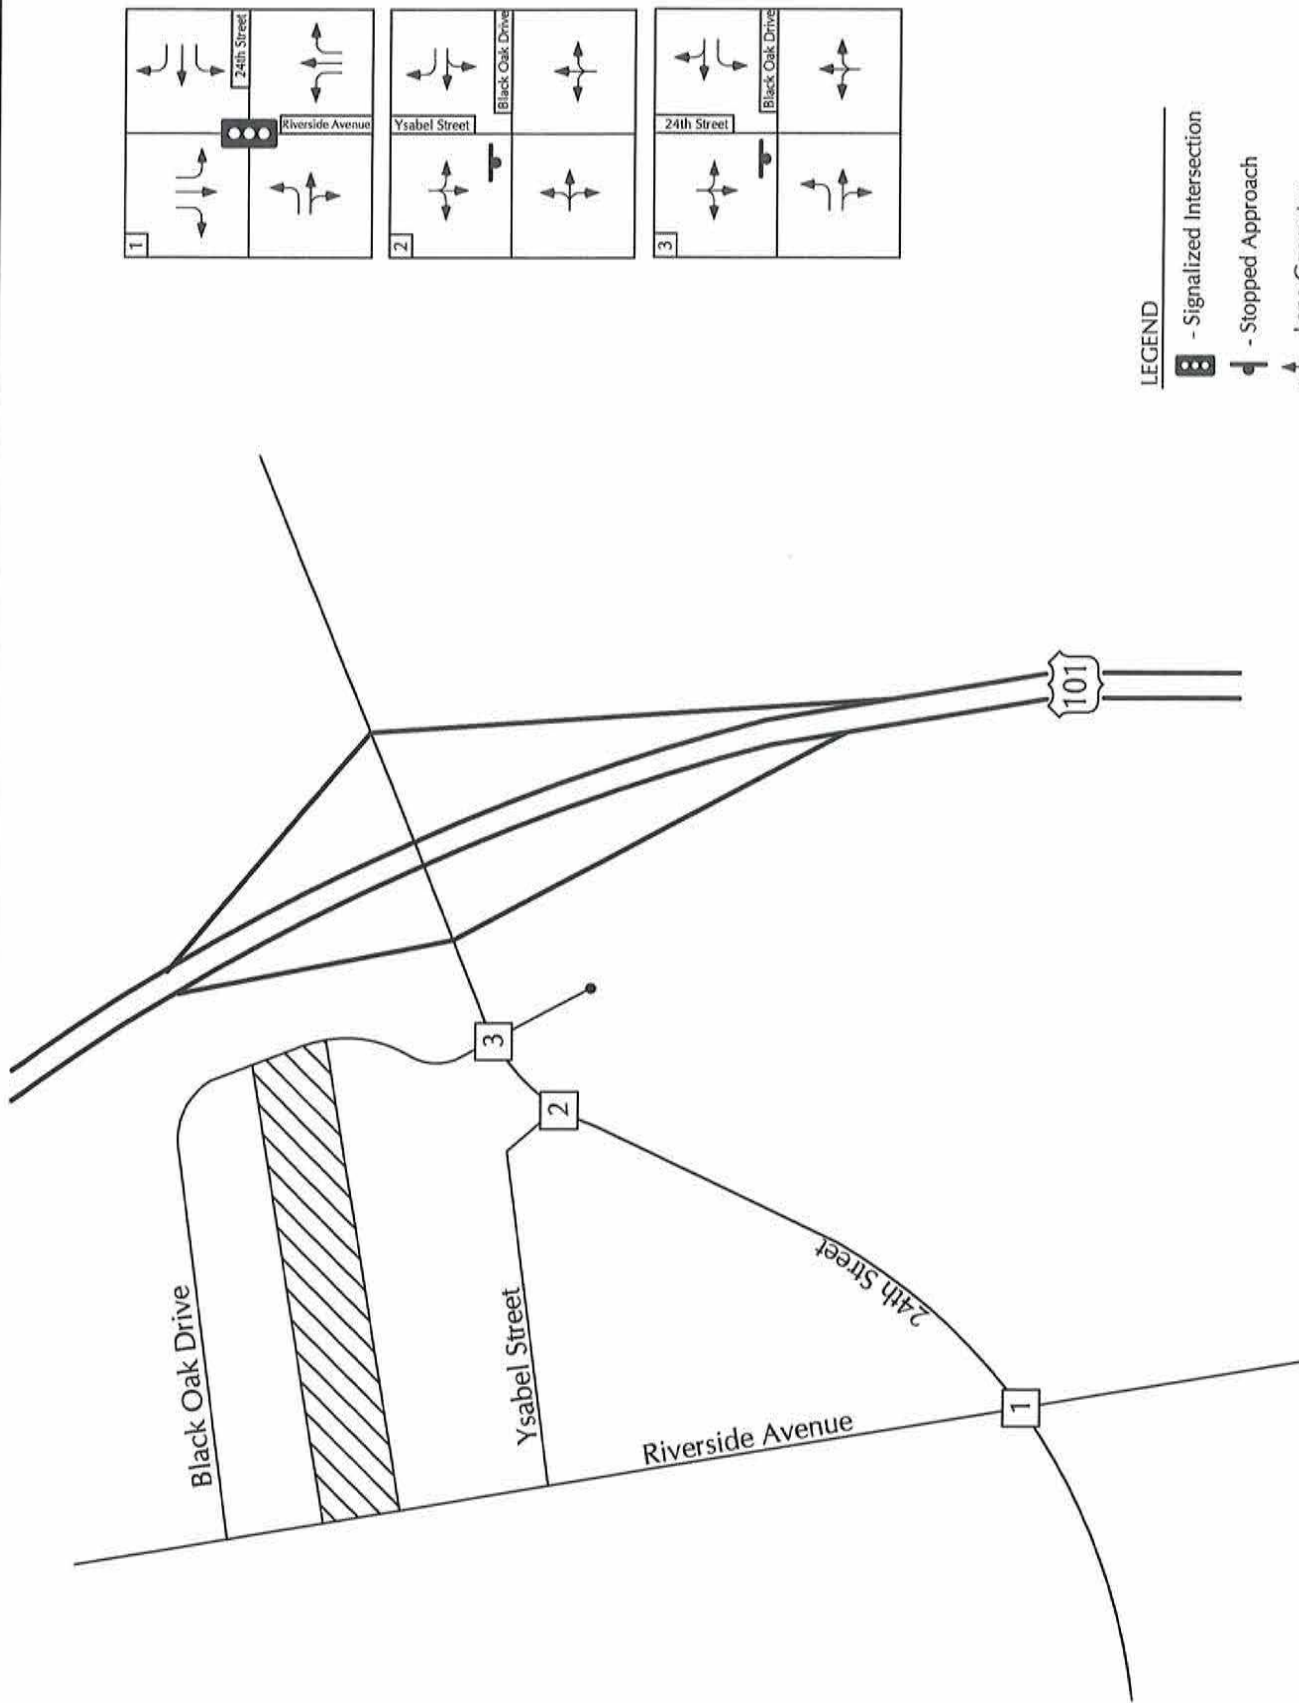 1
24th Street
Riverside Avenue
2
Ysabel Street
Black Oak Drive
3
24th Street
Black Oak Drive
LEGEND
- Signalized Intersection
- Stopped Approach
101
3
2
Black Oak Drive
Ysabel Street
24th Street
Riverside Avenue
1